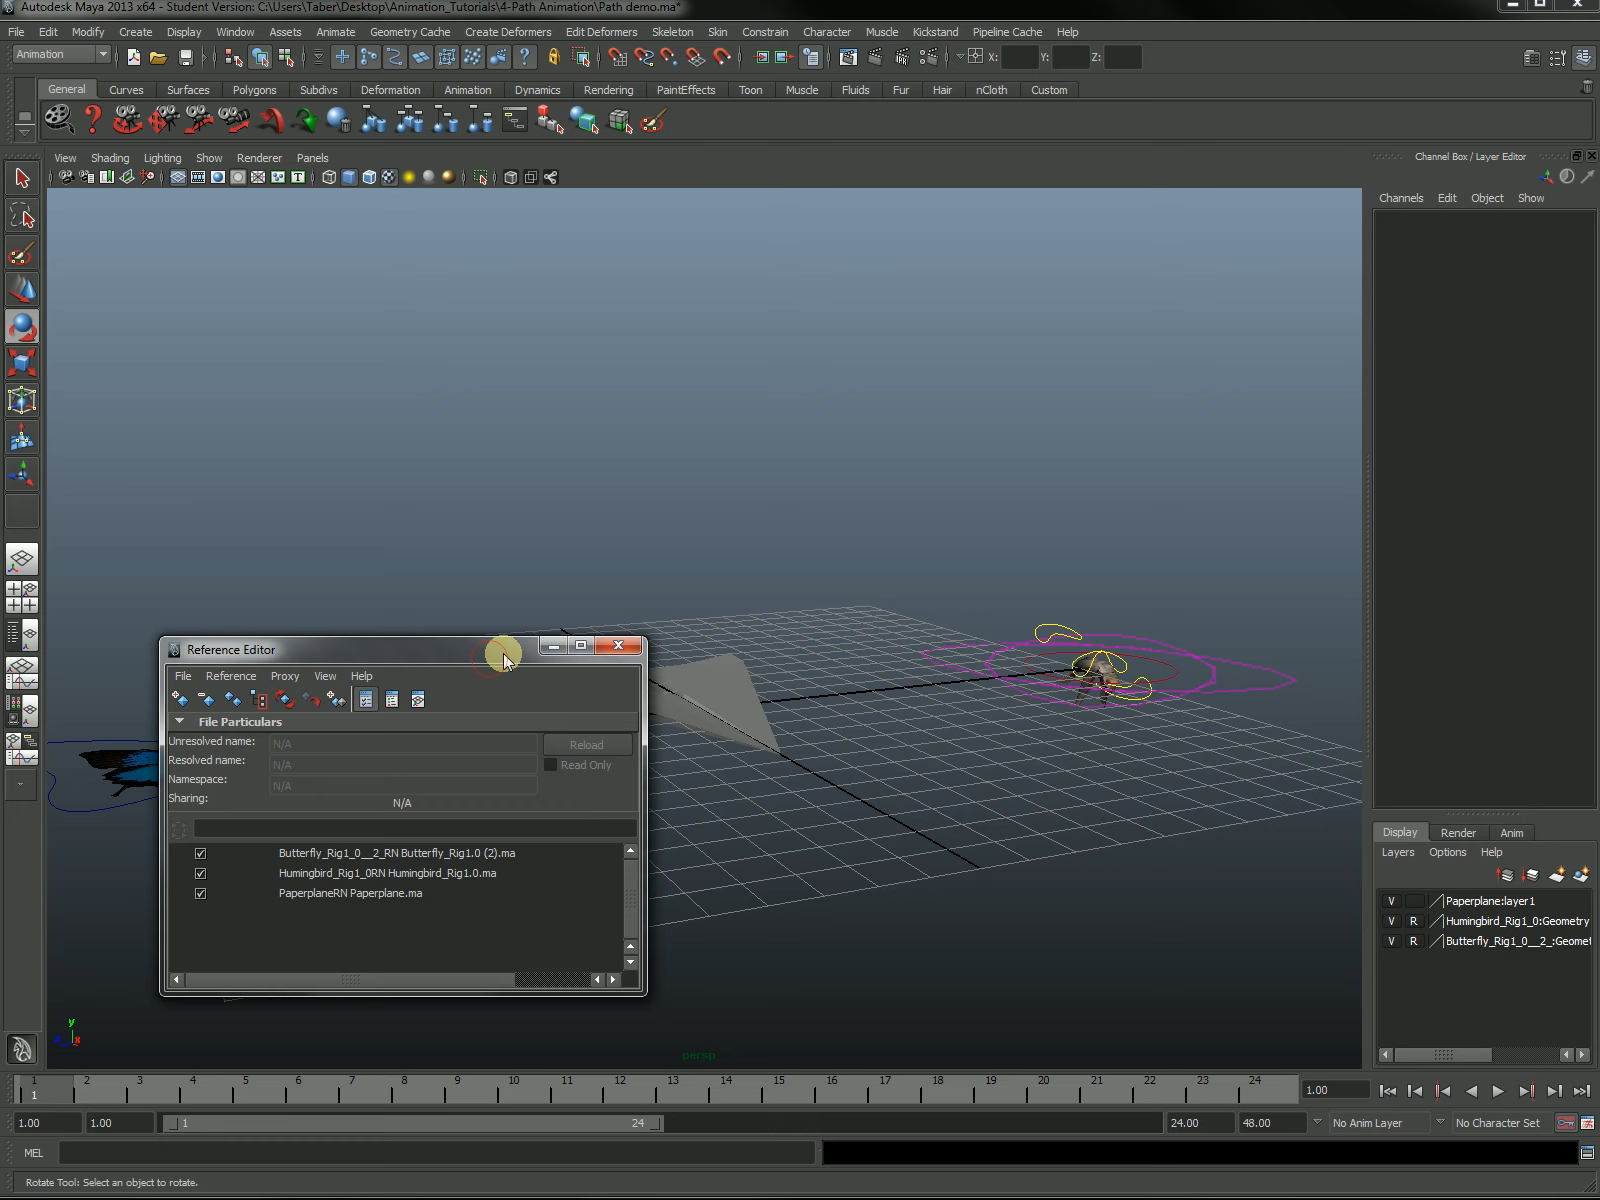 Autodesk Maya 2013 x64 - Student Version: C:\Users\Taber\Desktop\Animation_Tutorials\4-Path Animation\Path demo.ma*
File Edit Modify Create Display Window Assets Animate Geometry Cache Create Deformers Edit Deformers Skeleton Skin Constrain Character Muscle Kickstand Pipeline Cache Help
Animation X: Y: Z:
General Curves Surfaces Polygons Subdivs Deformation Animation Dynamics Rendering PaintEffects Toon Muscle Fluids Fur Hair nCloth Custom
View Shading Lighting Show Renderer Panels
Channel Box / Layer Editor
Channels Edit Object Show
Reference Editor
File Reference Proxy View Help
File Particulars
Unresolved name: N/A Reload
Resolved name: N/A Read Only
Namespace: N/A
Sharing: N/A
Butterfly_Rig1_0__2_RN Butterfly_Rig1.0 (2).ma
Humingbird_Rig1_0RN Humingbird_Rig1.0.ma
PaperplaneRN Paperplane.ma
Display Render Anim
Layers Options Help
V Paperplane:layer1
V R Humingbird_Rig1_0:Geometry
V R Butterfly_Rig1_0__2_:Geomet
y
x
persp
1 2 3 4 5 6 7 8 9 10 11 12 13 14 15 16 17 18 19 20 21 22 23 24
1 1.00
1.00 1.00 1 24 24.00 48.00 No Anim Layer No Character Set
MEL
Rotate Tool: Select an object to rotate.